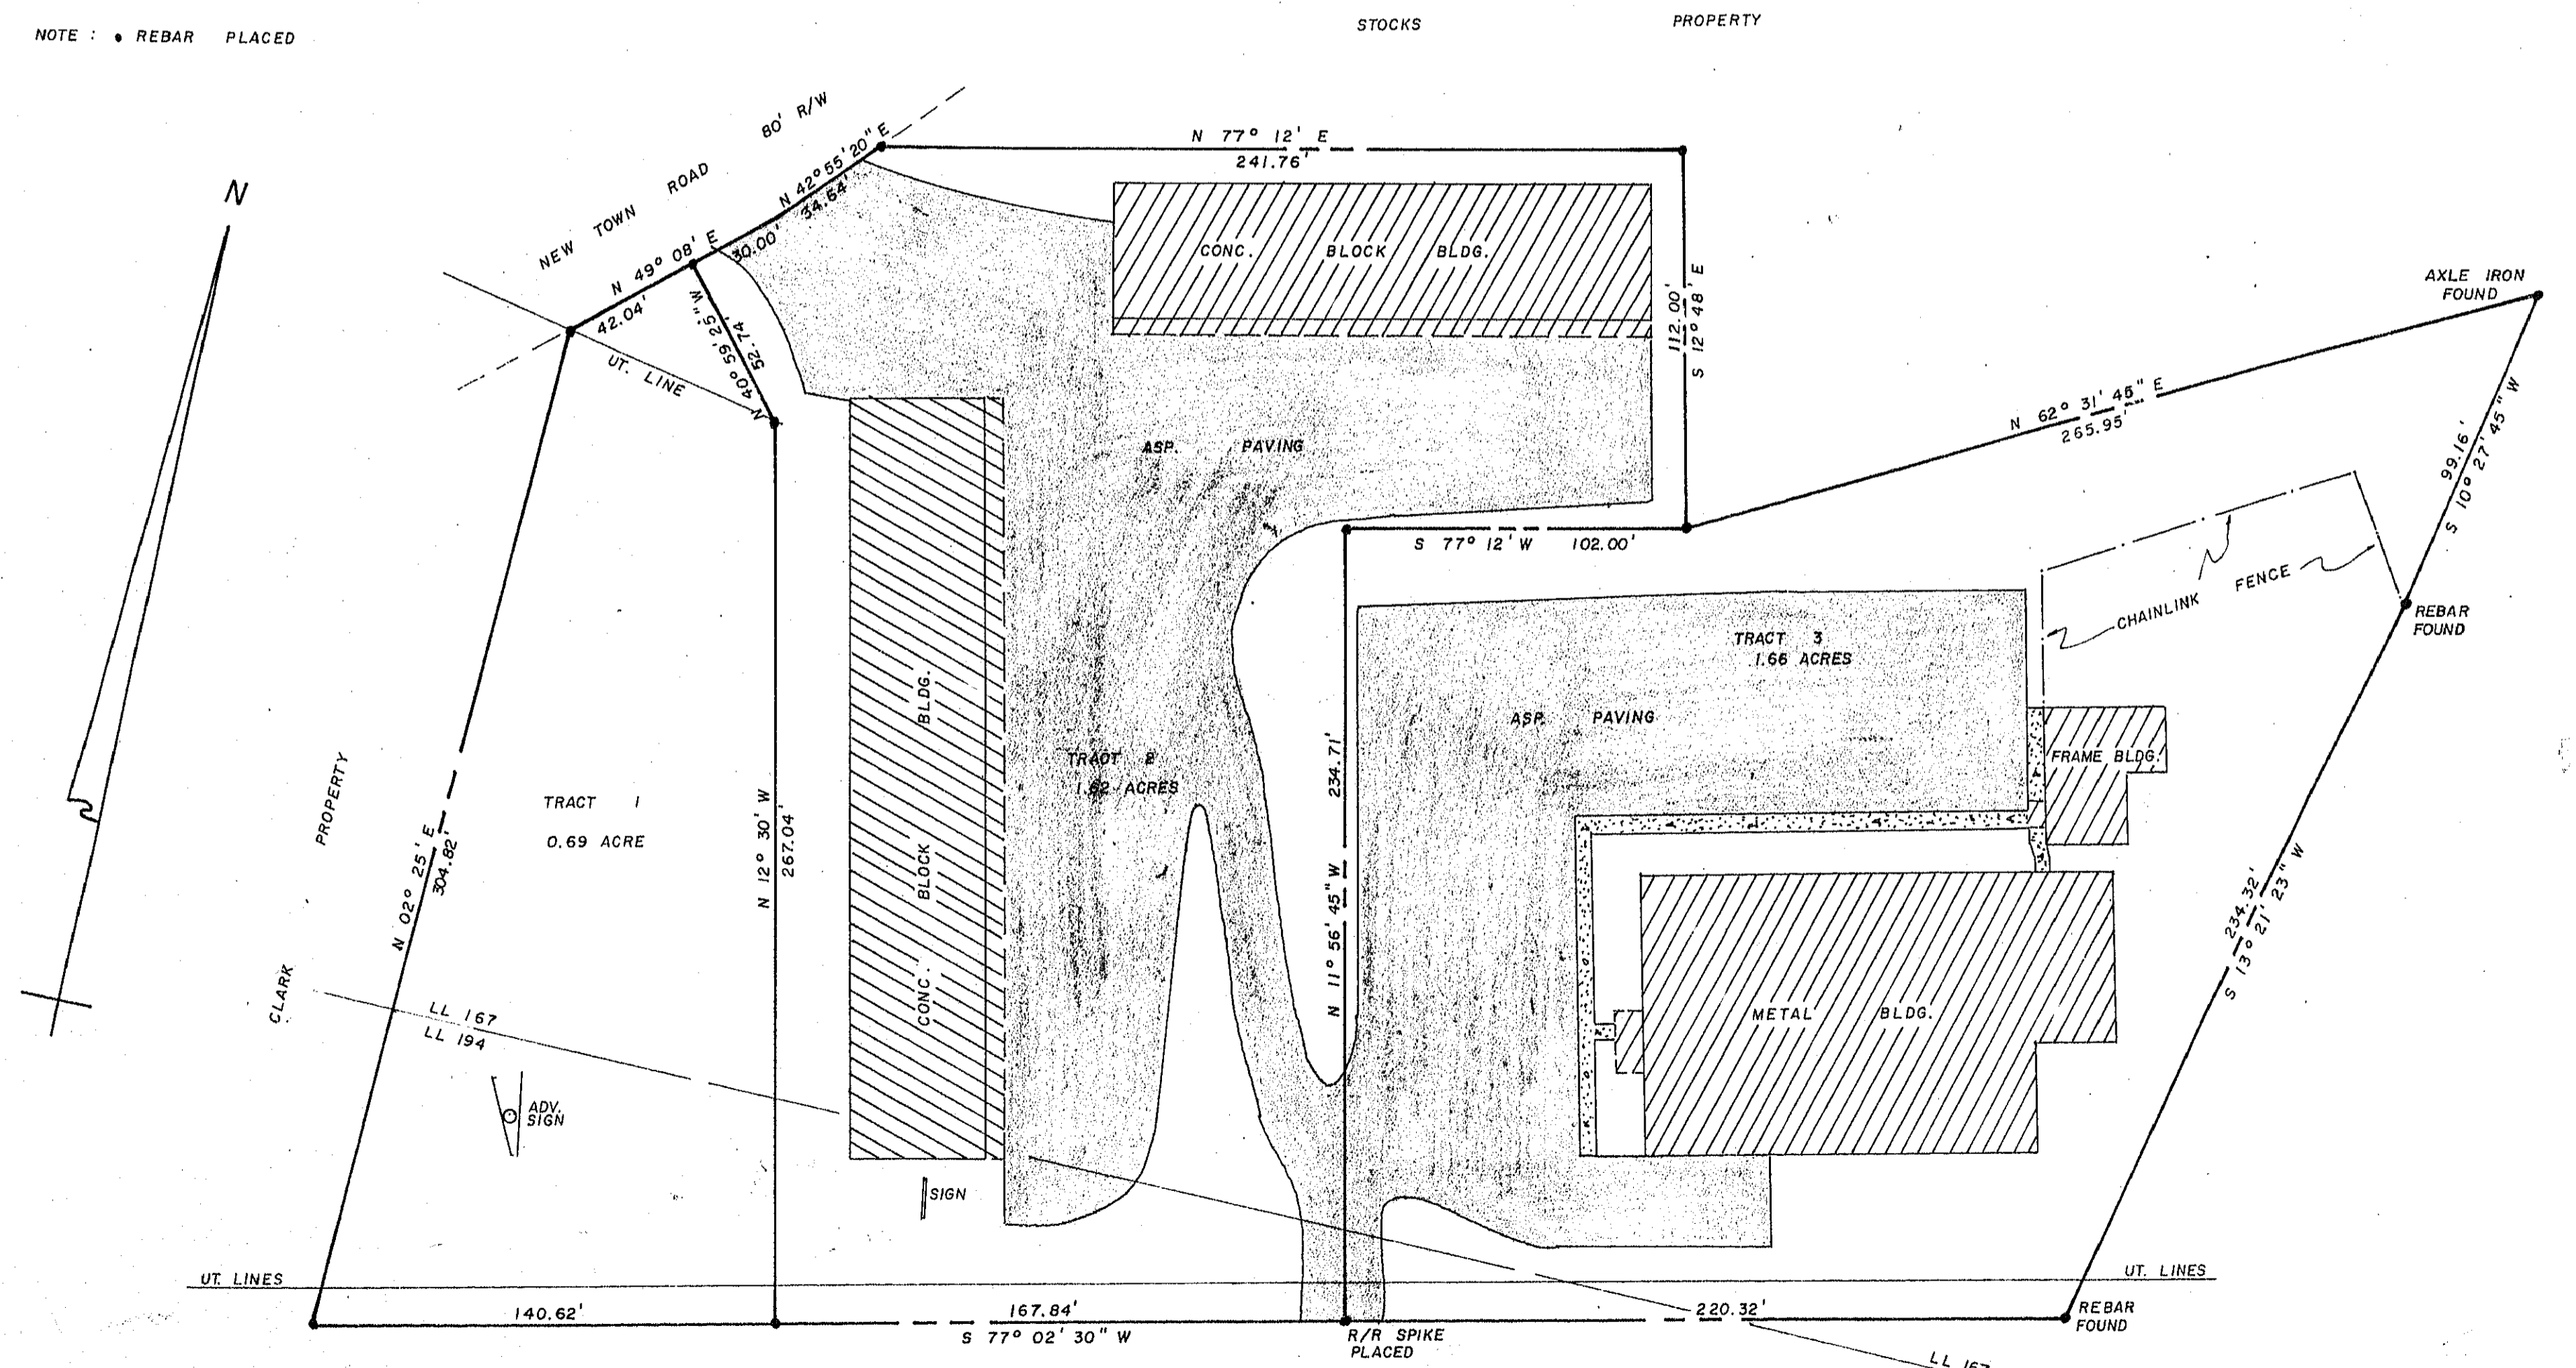 NOTE : • REBAR PLACED
STOCKS PROPERTY
N
NEW TOWN ROAD 80' R/W
N 42° 55' 20" E
34.64'
30.00'
N 49° 08' E
42.04'
N 40° 59' 25" W
52.74'
UT. LINE
N 77° 12' E
241.76'
CONC. BLOCK BLDG.
112.00'
S 12° 48' E
AXLE IRON
FOUND
N 62° 31' 45" E
265.95'
99.16'
S 10° 27' 45" W
ASP. PAVING
S 77° 12' W 102.00'
CHAINLINK FENCE
REBAR
FOUND
TRACT 3
1.66 ACRES
ASP. PAVING
FRAME BLDG.
TRACT 2
1.62 ACRES
CONC. BLOCK BLDG.
N 11° 56' 45" W 234.71'
TRACT 1
0.69 ACRE
N 12° 30' W
267.04'
CLARK PROPERTY
N 02° 25' E
304.82'
LL 167
LL 194
ADV.
SIGN
SIGN
METAL BLDG.
234.32'
S 13° 21' 23" W
UT. LINES
UT. LINES
140.62'
167.84'
220.32'
S 77° 02' 30" W
R/R SPIKE
PLACED
REBAR
FOUND
LL 167